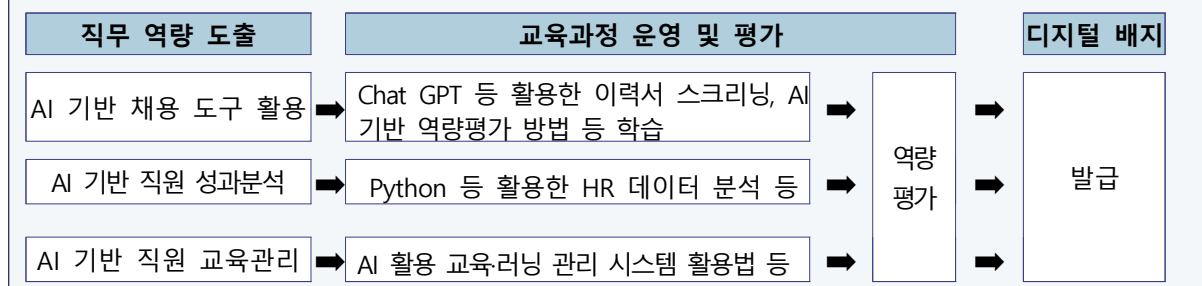 직무 역량 도출
교육과정 운영 및 평가
디지털 배지
AI 기반 채용 도구 활용
Chat GPT 등 활용한 이력서 스크리닝, AI
기반 역량평가 방법 등 학습
AI 기반 직원 성과분석
Python 등 활용한 HR 데이터 분석 등
AI 기반 직원 교육관리
AI 활용 교육·러닝 관리 시스템 활용법 등
역량
평가
발급